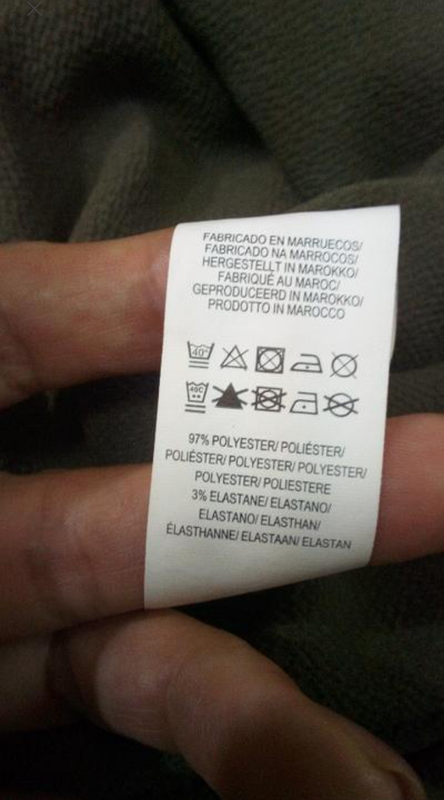 FABRICADO EN MARRUECOS/
FABRICADO NA MARROCOS/
HERGESTELLT IN MAROKKO/
FABRIQUÉ AU MAROC/
GEPRODUCEERD IN MAROKKO/
PRODOTTO IN MAROCCO
40°
40C
97% POLYESTER/ POLIÉSTER/
POLIÉSTER/ POLYESTER/ POLYESTER/
POLYESTER/ POLIESTERE
3% ELASTANE/ ELASTANO/
ELASTANO/ ELASTHAN/
ÉLASTHANNE/ ELASTAAN/ ELASTAN